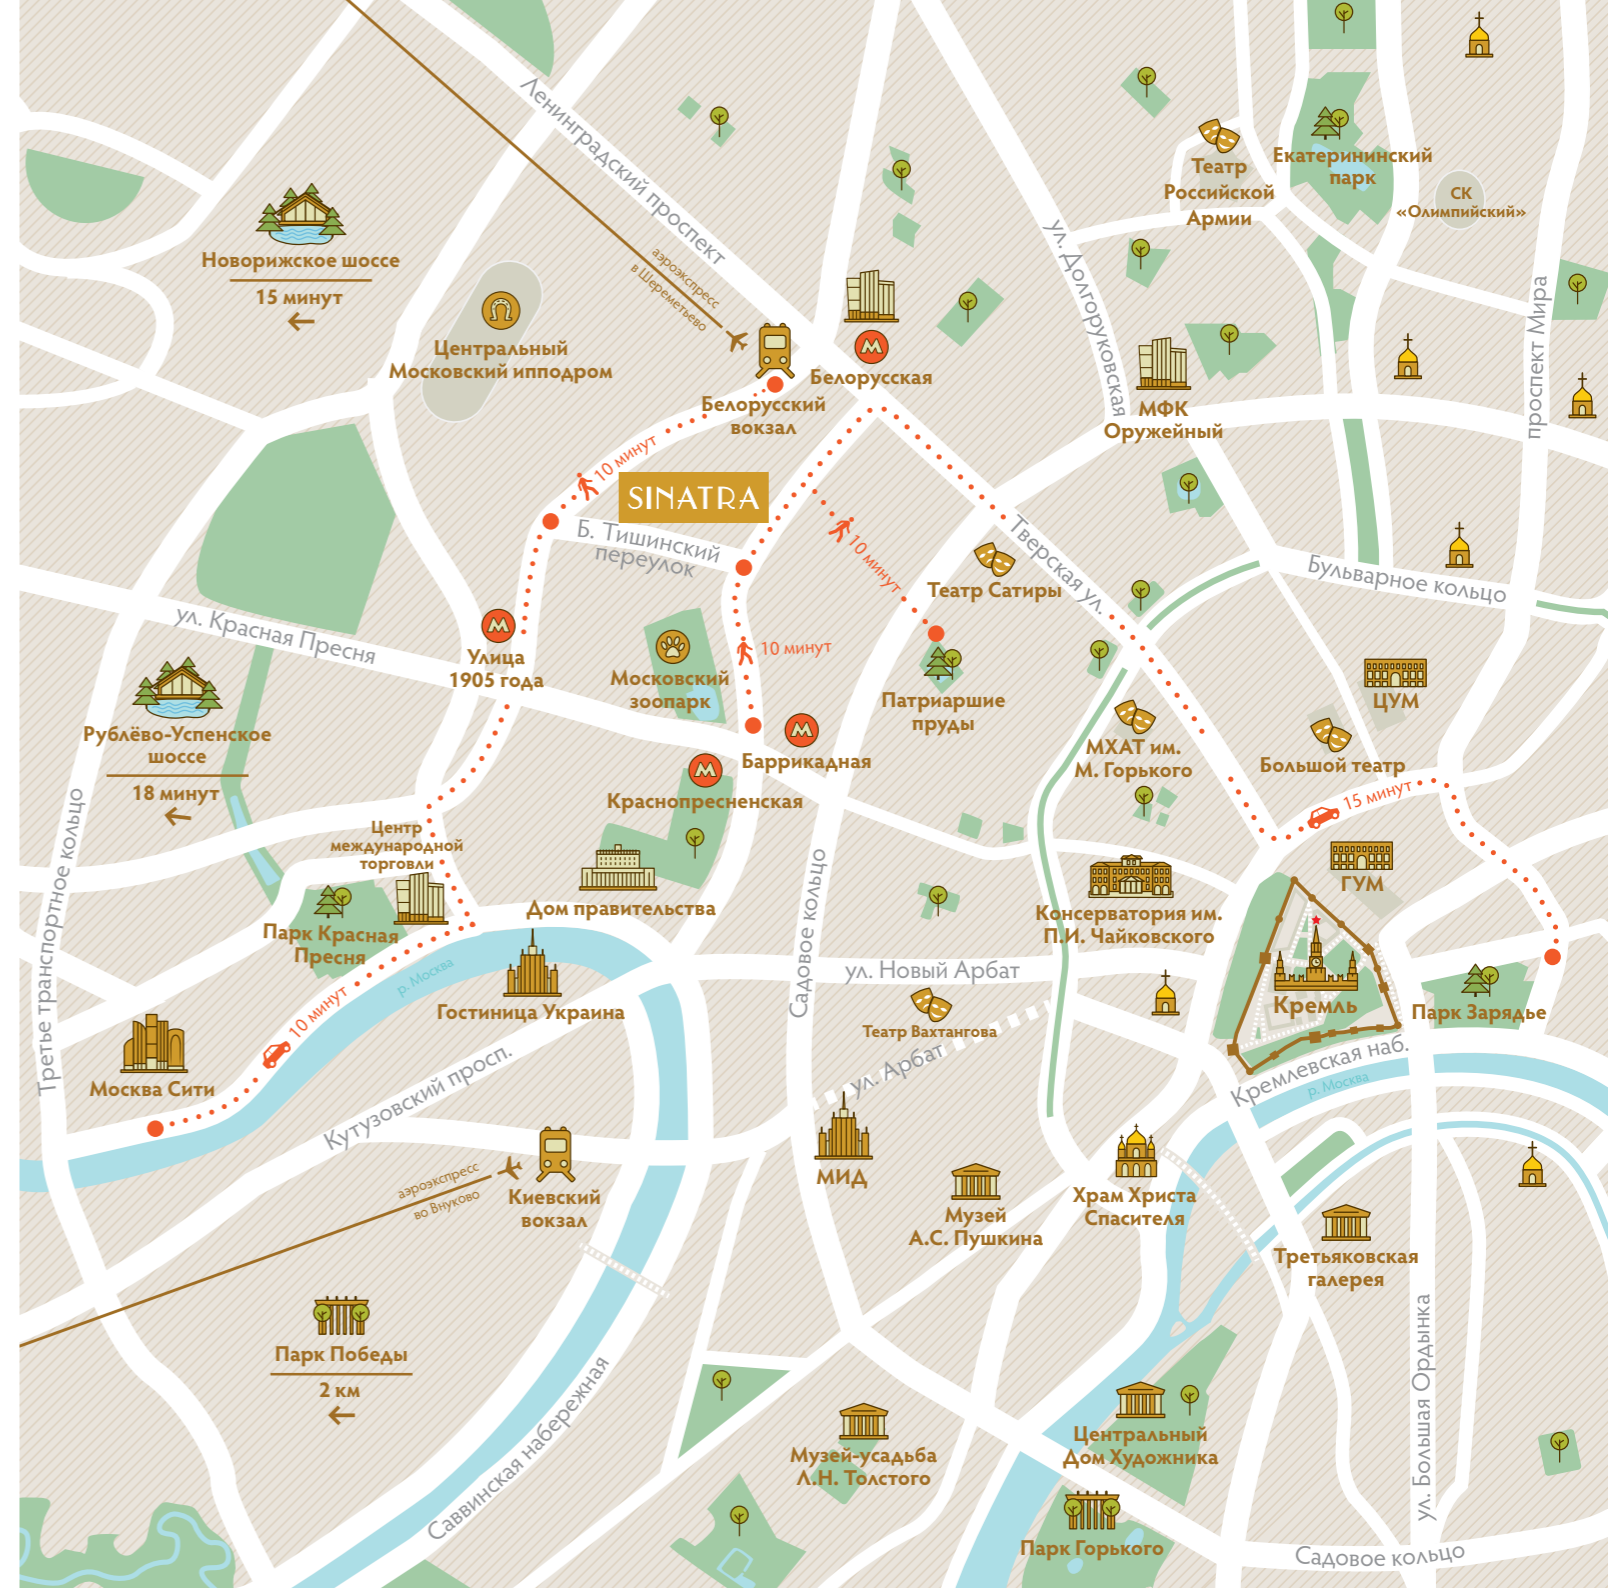 Ленинградский проспект
аэроэкспресс
в Шереметьево
Новорижское шоссе
15 минут
Центральный
Московский ипподром
Театр
Российской
Армии
Екатерининский
парк
СК
«Олимпийский»
ул. Долгоруковская
проспект Мира
Белорусская
Белорусский
вокзал
МФК
Оружейный
10 минут
SINATRA
Б. Тишинский
переулок
10 минут
Театр Сатиры
Тверская ул.
Бульварное кольцо
ул. Красная Пресня
Улица
1905 года
Московский
зоопарк
10 минут
Патриаршие
пруды
ЦУМ
Рублёво-Успенское
шоссе
18 минут
Баррикадная
Краснопресненская
МХАТ им.
М. Горького
Большой театр
15 минут
Центр
международной
торговли
Третье транспортное кольцо
Дом правительства
Садовое кольцо
ГУМ
Консерватория им.
П.И. Чайковского
Парк Красная
Пресня
р. Москва
ул. Новый Арбат
10 минут
Гостиница Украина
Театр Вахтангова
Кремль
Парк Зарядье
Москва Сити
Кутузовский просп.
ул. Арбат
Кремлевская наб.
р. Москва
аэроэкспресс
во Внуково
Киевский
вокзал
МИД
Музей
А.С. Пушкина
Храм Христа
Спасителя
Третьяковская
галерея
Парк Победы
2 км
Саввинская набережная
Музей-усадьба
Л.Н. Толстого
Центральный
Дом Художника
ул. Большая Ордынка
Парк Горького
Садовое кольцо